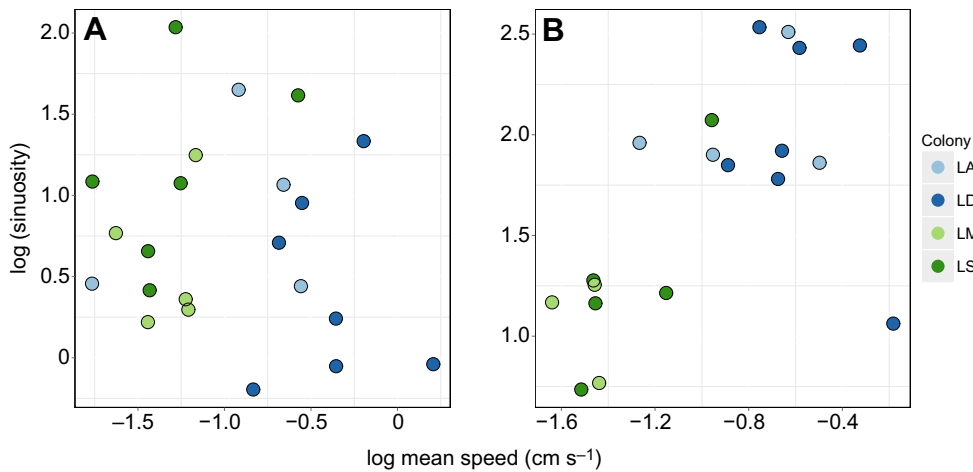 A
B
log (sinuosity)
2.0
1.5
1.0
0.5
0
−1.5
−1.0
−0.5
0
2.5
2.0
1.5
1.0
−1.6
−1.2
−0.8
−0.4
log mean speed (cm s⁻¹)
Colony
LA
LD
LM
LS